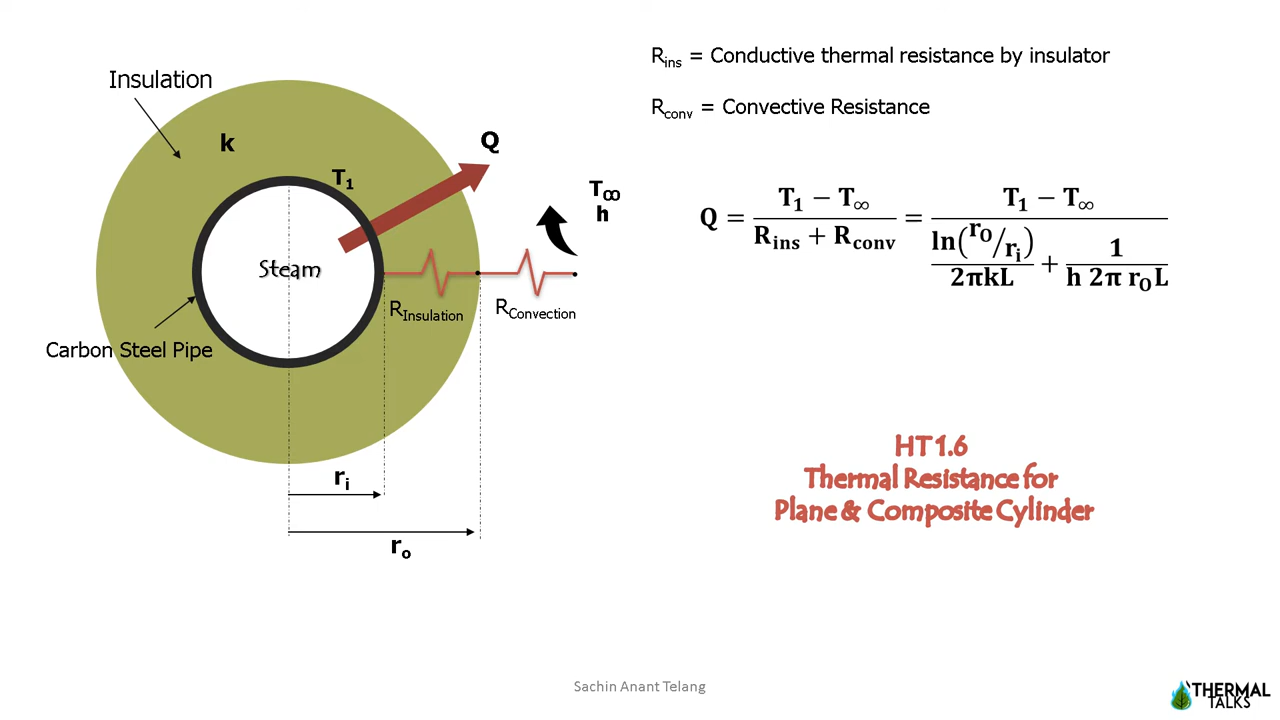 Insulation
k
Q
T1
T∞
h
Steam
RInsulation
RConvection
Carbon Steel Pipe
ri
ro
Rins = Conductive thermal resistance by insulator
Rconv = Convective Resistance
Q = (T1 − T∞) / (Rins + Rconv) = (T1 − T∞) / (ln(rO/ri) / 2πkL + 1 / h 2π rO L)
HT 1.6
Thermal Resistance for
Plane & Composite Cylinder
Sachin Anant Telang
THERMAL
TALKS